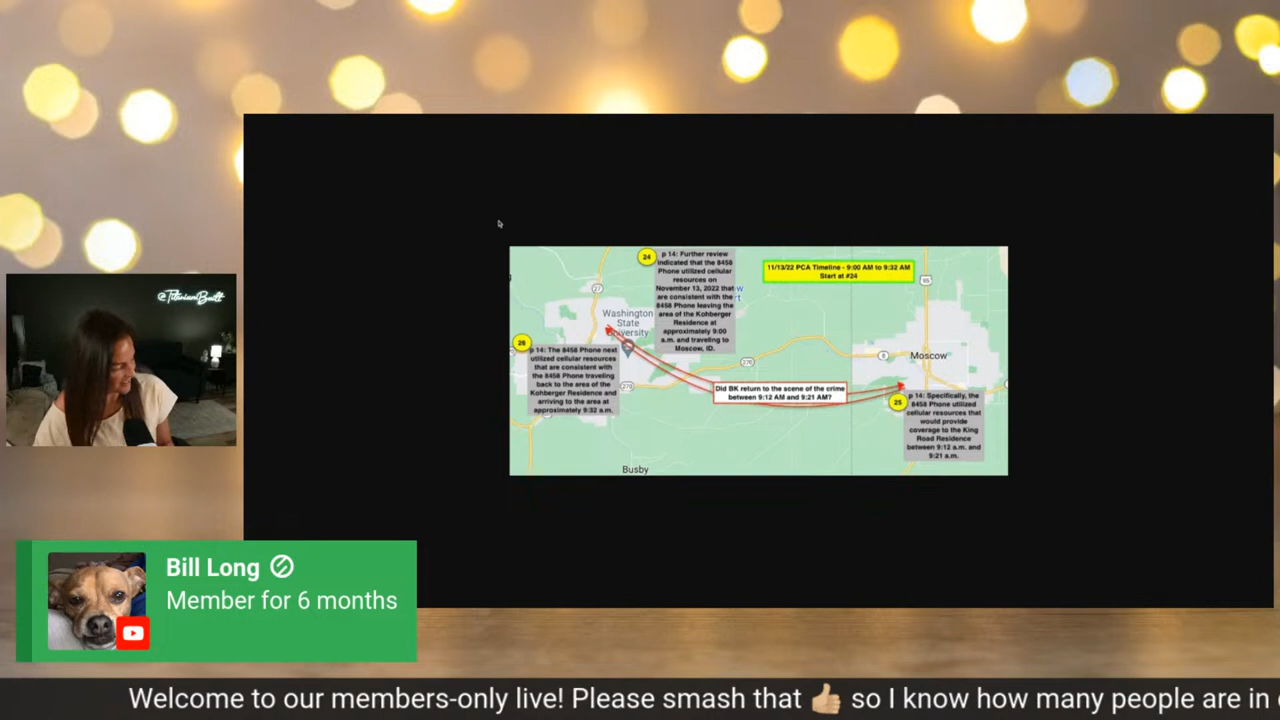 @TitaniumBuilt
24
p 14: Further review
indicated that the 8458
Phone utilized cellular
resources on
November 13, 2022 that
are consistent with the
8458 Phone leaving the
area of the Kohberger
Residence at
approximately 9:00
a.m. and traveling to
Moscow, ID.
11/13/22 PCA Timeline - 9:00 AM to 9:32 AM
Start at #24
27
95
Washington
State
University
26
p 14: The 8458 Phone next
utilized cellular resources
that are consistent with
the 8458 Phone traveling
back to the area of the
Kohberger Residence and
arriving to the area at
approximately 9:32 a.m.
270
270
8
Moscow
Did BK return to the scene of the crime
between 9:12 AM and 9:21 AM?
25
p 14: Specifically, the
8458 Phone utilized
cellular resources that
would provide
coverage to the King
Road Residence
between 9:12 a.m. and
9:21 a.m.
Busby
Bill Long
Member for 6 months
Welcome to our members-only live! Please smash that 👍🏼 so I know how many people are in